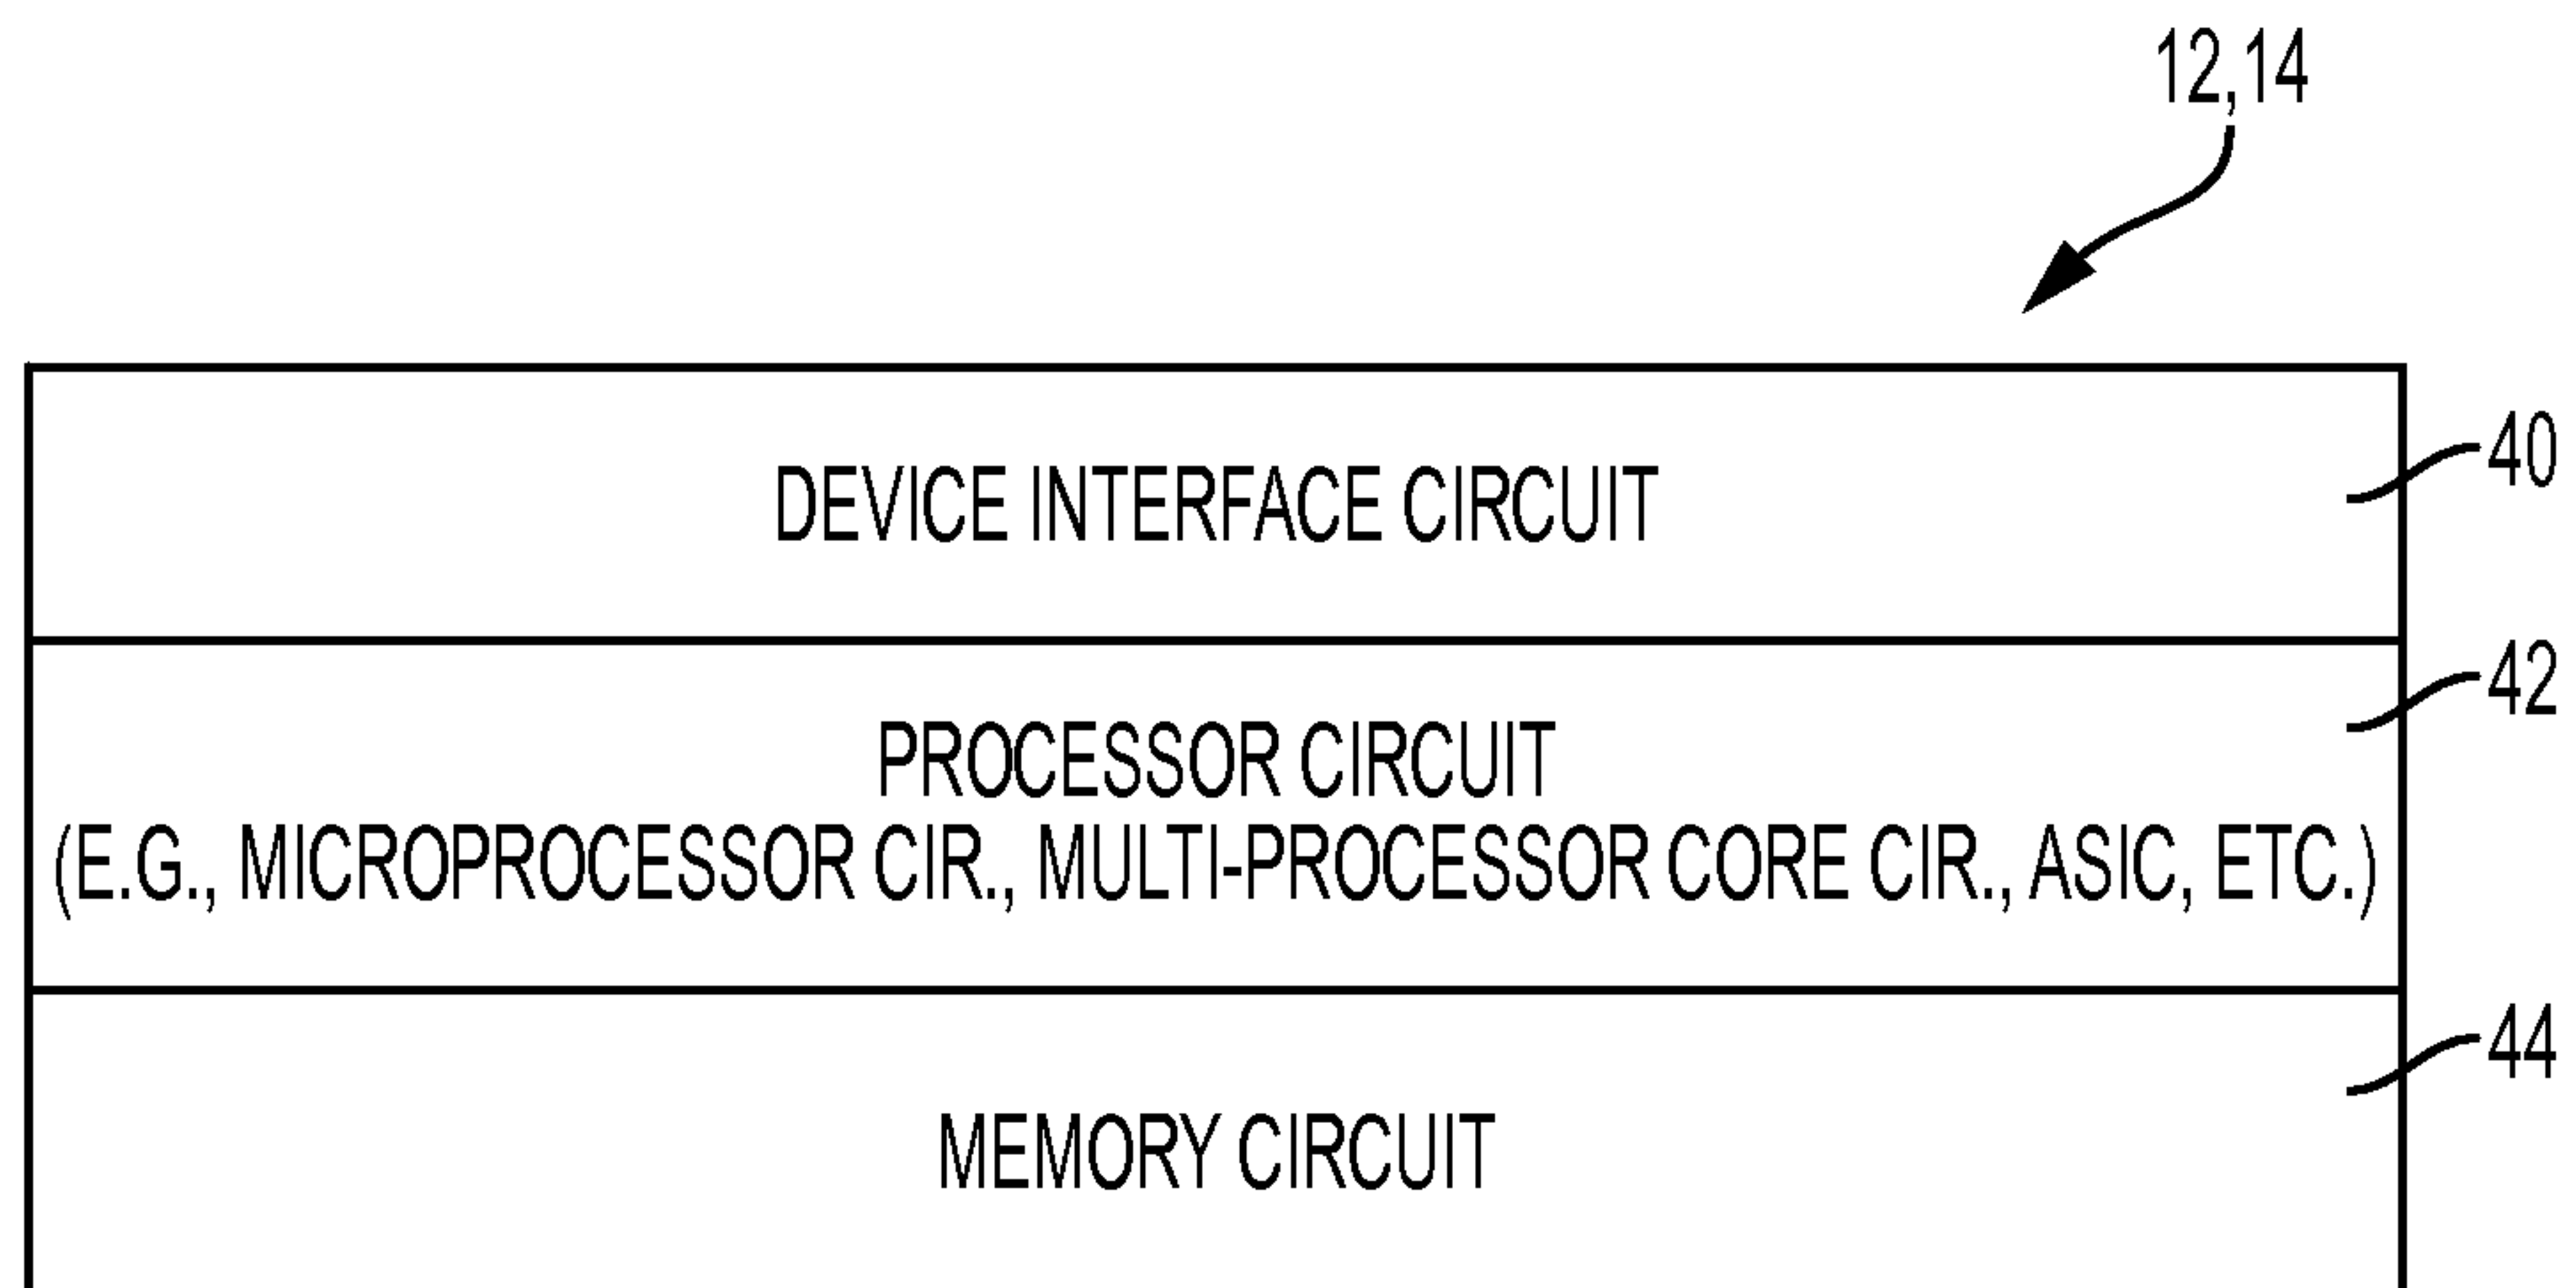 12,14
DEVICE INTERFACE CIRCUIT
40
PROCESSOR CIRCUIT
(E.G., MICROPROCESSOR CIR., MULTI-PROCESSOR CORE CIR., ASIC, ETC.)
42
MEMORY CIRCUIT
44